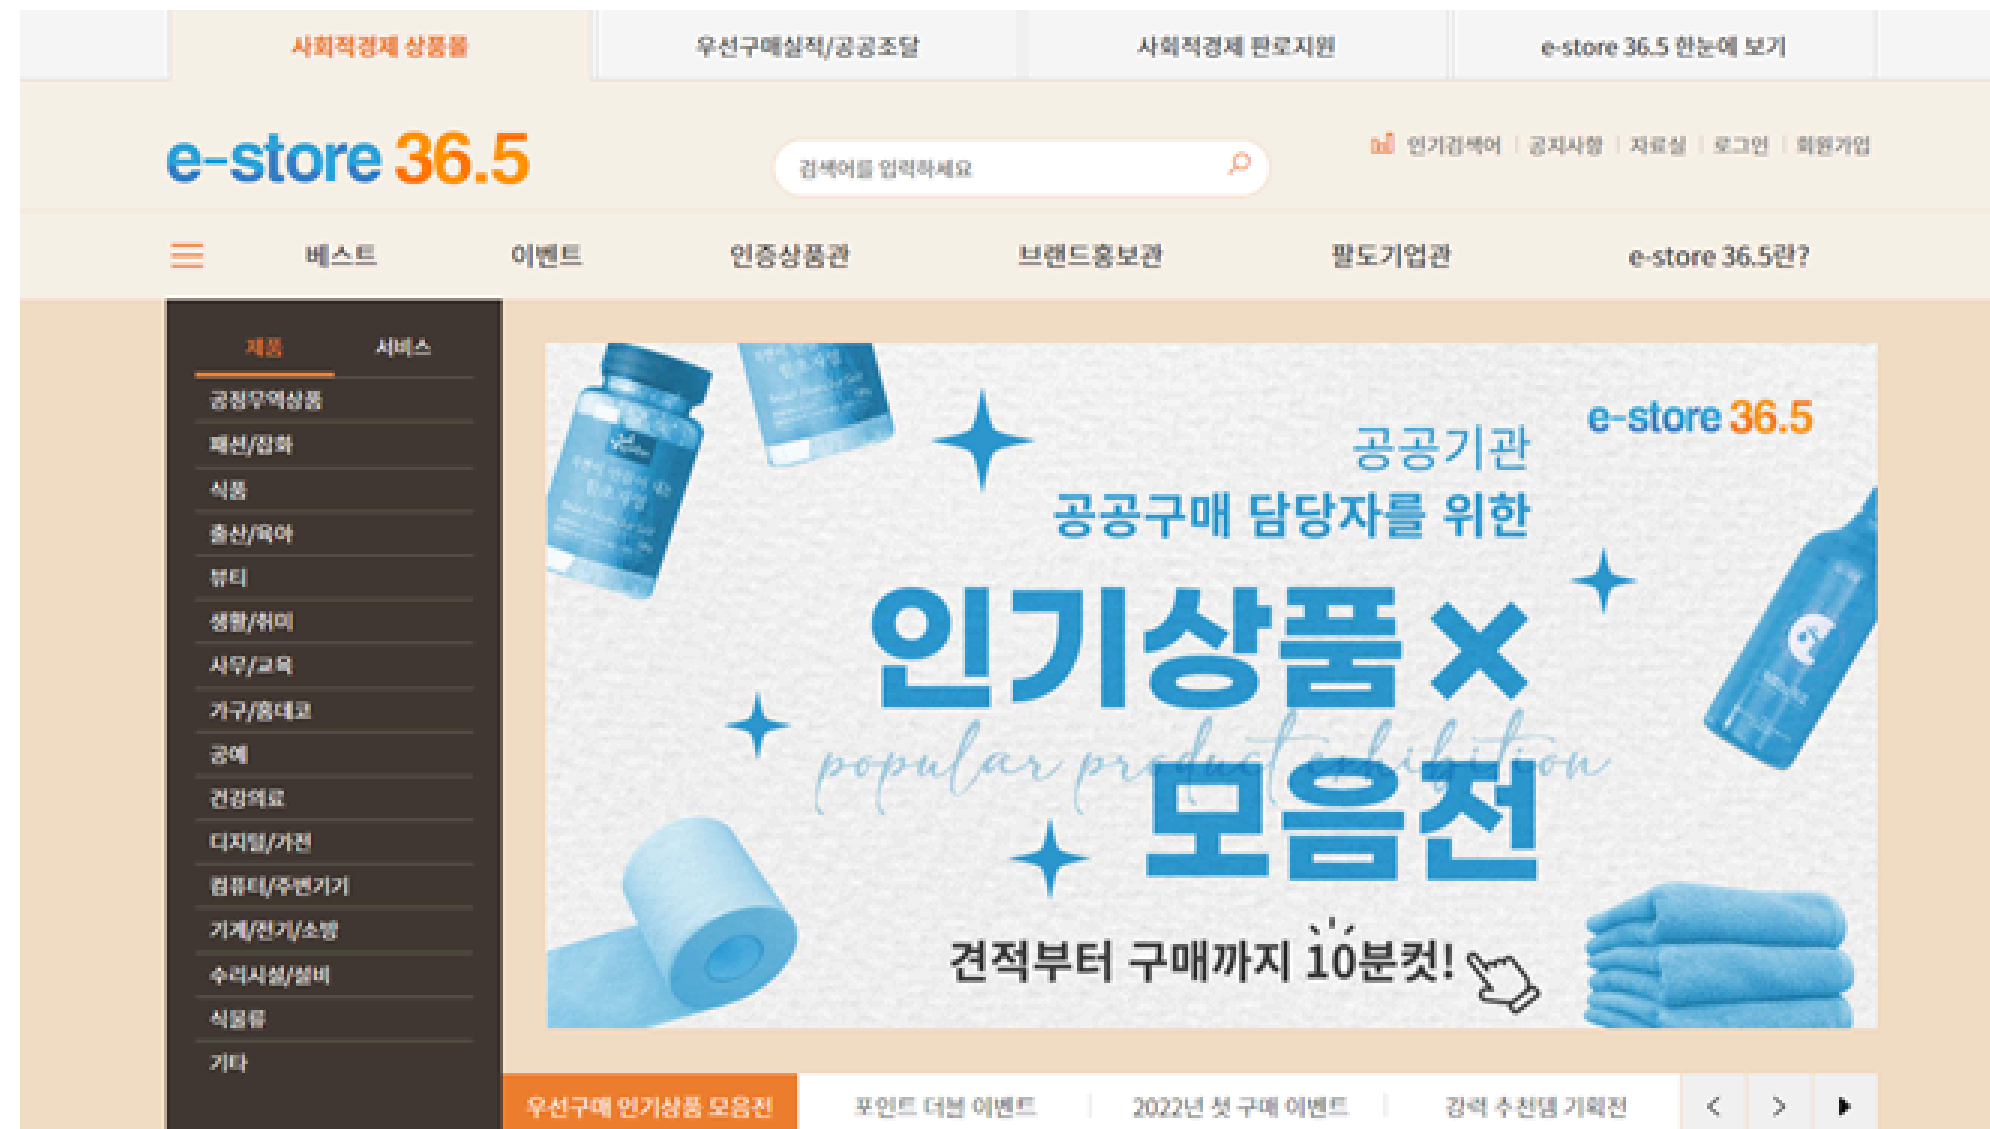 사회적경제 상품몰
우선구매실적/공공조달
사회적경제 판로지원
e-store 36.5 한눈에 보기
e-store 36.5
검색어를 입력하세요
인기검색어
공지사항
자료실
로그인
회원가입
베스트
이벤트
인증상품관
브랜드홍보관
팔도기업관
e-store 36.5란?
제품
서비스
공정무역상품
패션/잡화
식품
출산/육아
뷰티
생활/취미
사무/교육
가구/홈데코
공예
건강의료
디지털/가전
컴퓨터/주변기기
기계/전기/소방
수리시설/설비
식물류
기타
e-store 36.5
공공기관
공공구매 담당자를 위한
인기상품
popular product exhibition
모음전
견적부터 구매까지 10분컷!
우선구매 인기상품 모음전
포인트 더블 이벤트
2022년 첫 구매 이벤트
강력 추천템 기획전